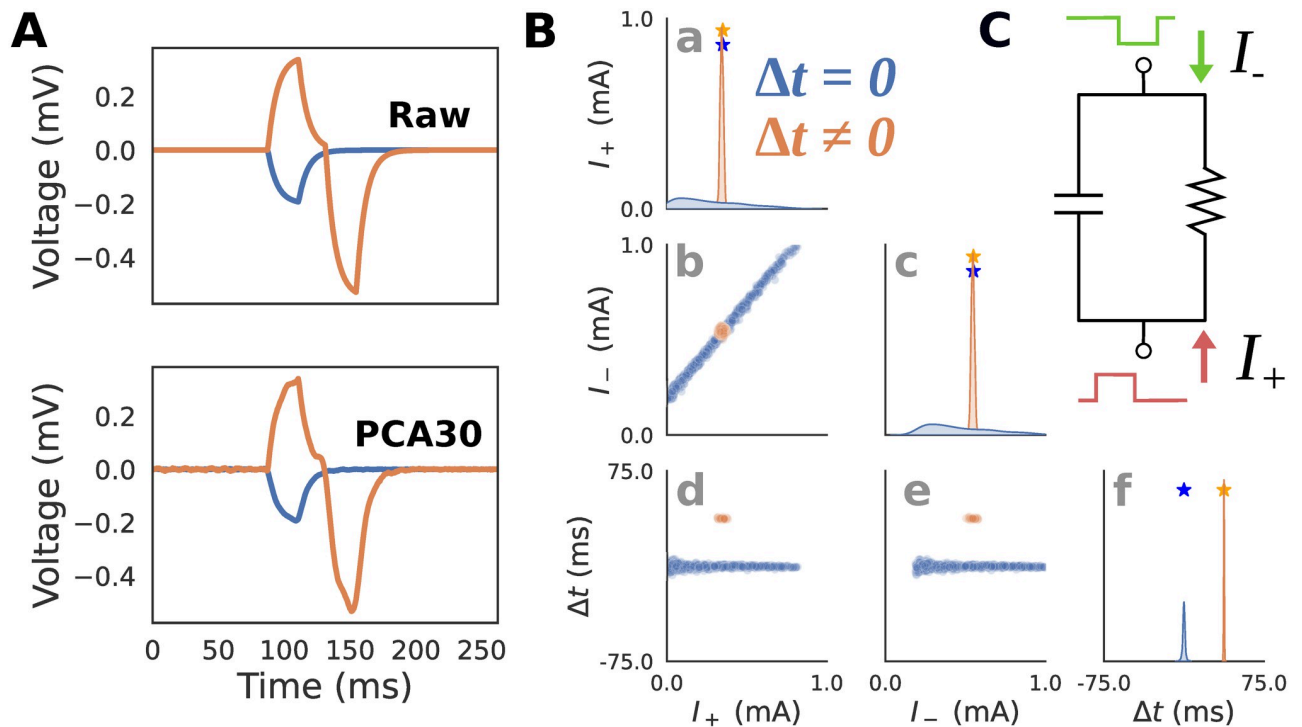 A
Voltage (mV)
0.2
0.0
−0.2
−0.4
Raw
Voltage (mV)
0.2
0.0
−0.2
−0.4
PCA30
0 50 100 150 200 250
Time (ms)
B
a
I+ (mA)
1.0
0.0
Δt = 0
Δt ≠ 0
b
I− (mA)
1.0
0.0
c
d
Δt (ms)
75.0
-75.0
0.0 1.0
I+ (mA)
e
0.0 1.0
I− (mA)
f
-75.0 75.0
Δt (ms)
C
I-
I+